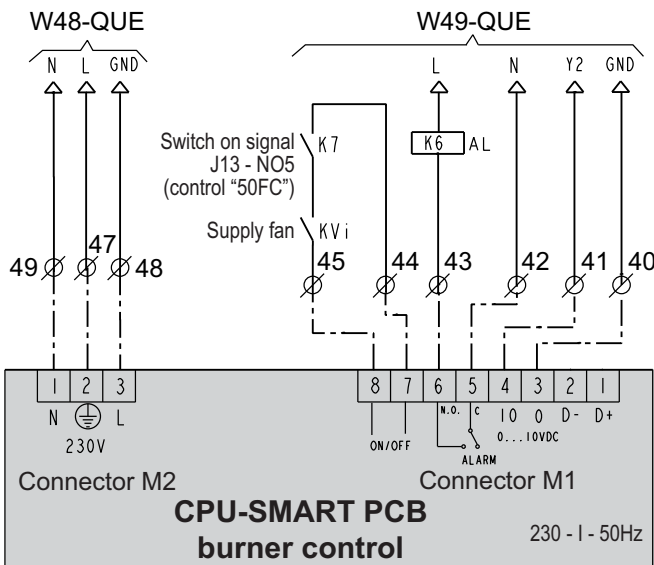 W48-QUE W49-QUE
N L GND L N Y2 GND
Switch on signal K7 K6 AL
J13 - NO5
(control "50FC")
Supply fan KVi
49 47 48 45 44 43 42 41 40
1 2 3 8 7 6 5 4 3 2 1
N L N.O. C 10 0 D- D+
230V ON/OFF 0...10VDC
ALARM
Connector M2 Connector M1
CPU-SMART PCB
burner control 230 - I - 50Hz